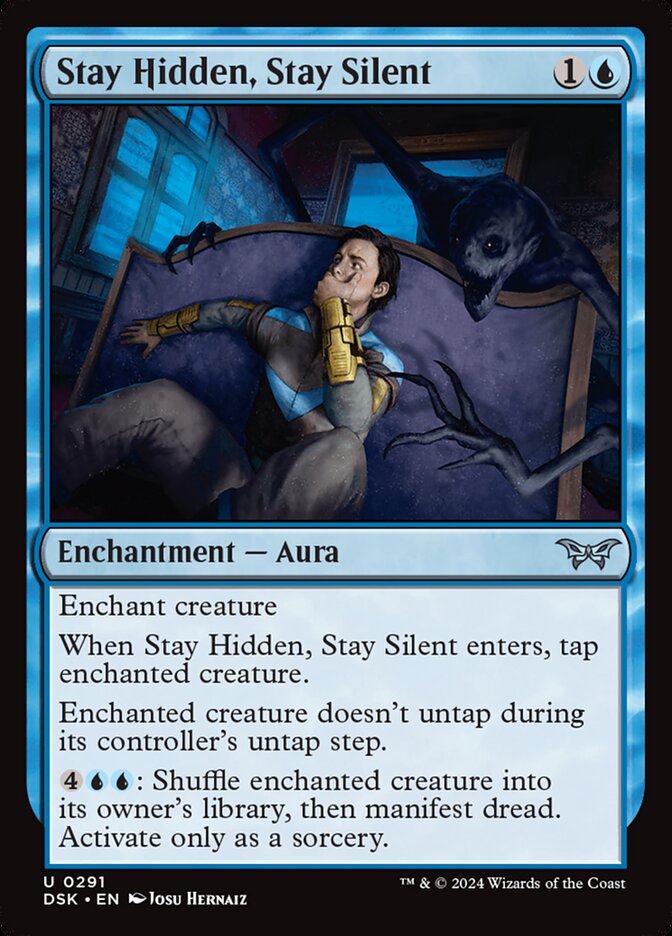 Stay Hidden, Stay Silent 1
Enchantment — Aura
Enchant creature
When Stay Hidden, Stay Silent enters, tap
enchanted creature.
Enchanted creature doesn't untap during
its controller's untap step.
4: Shuffle enchanted creature into
its owner's library, then manifest dread.
Activate only as a sorcery.
U 0291
DSK • EN Josu Hernaiz
™ & © 2024 Wizards of the Coast